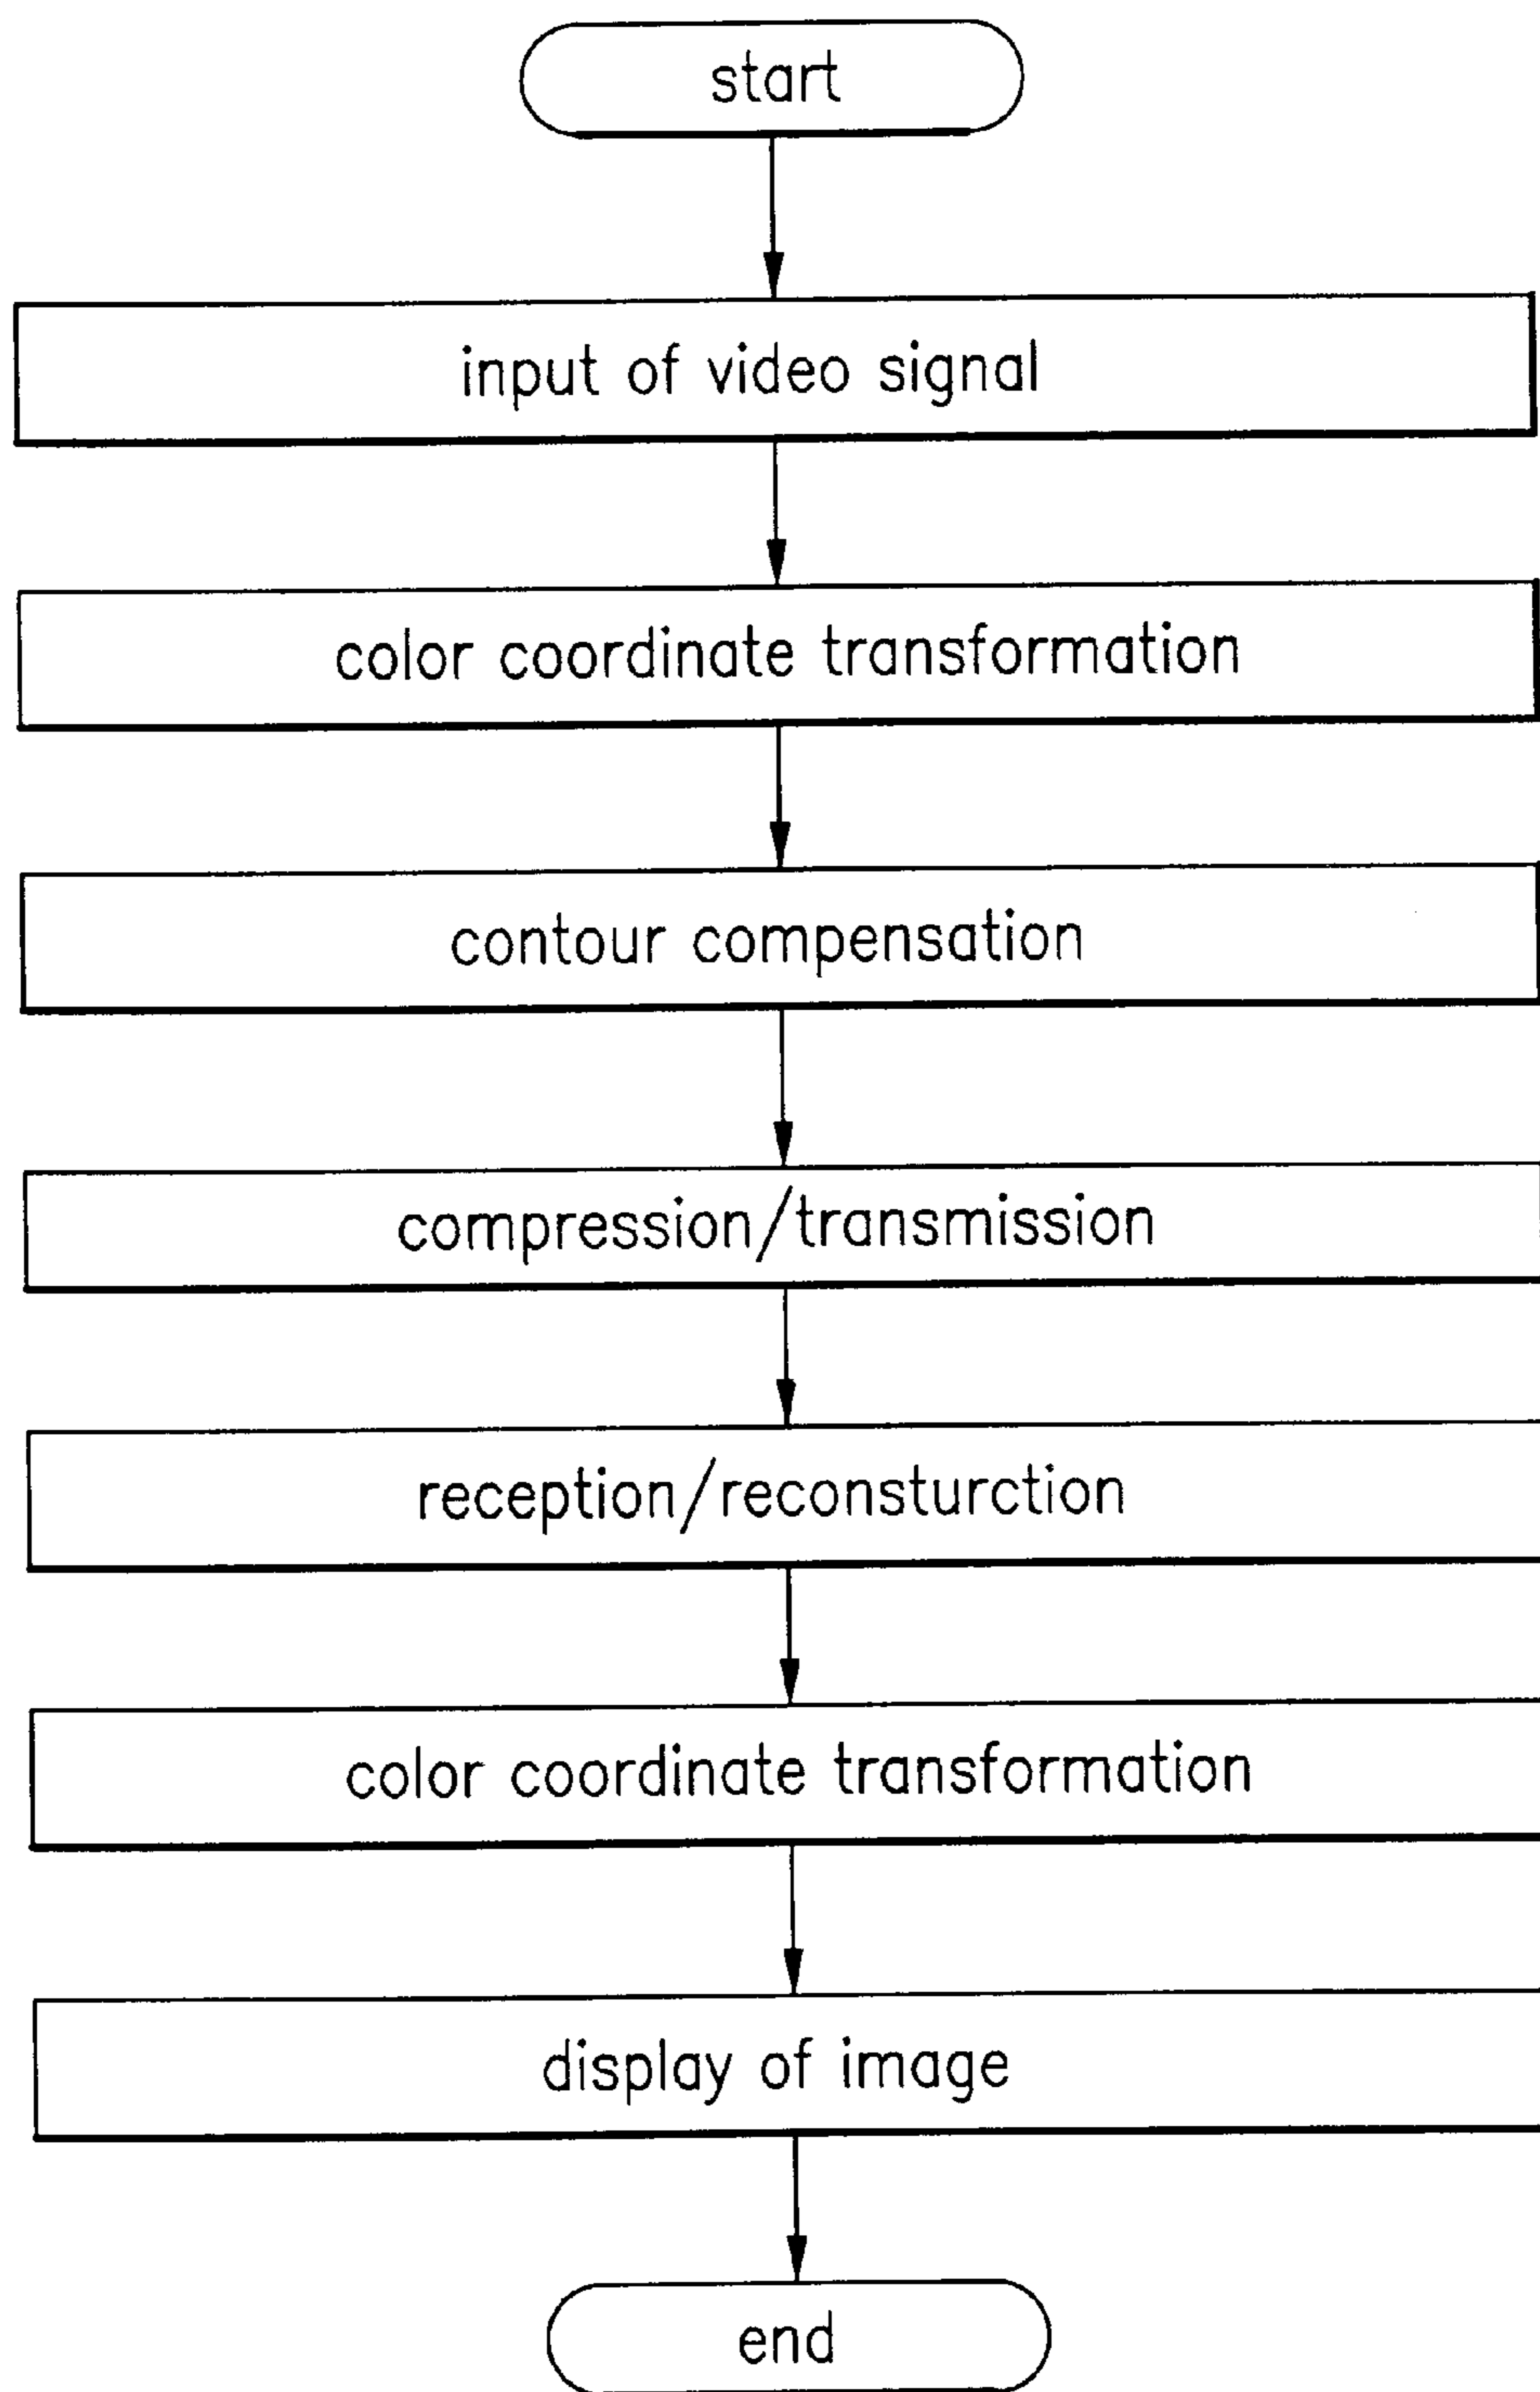 start
input of video signal
color coordinate transformation
contour compensation
compression/transmission
reception/reconsturction
color coordinate transformation
display of image
end